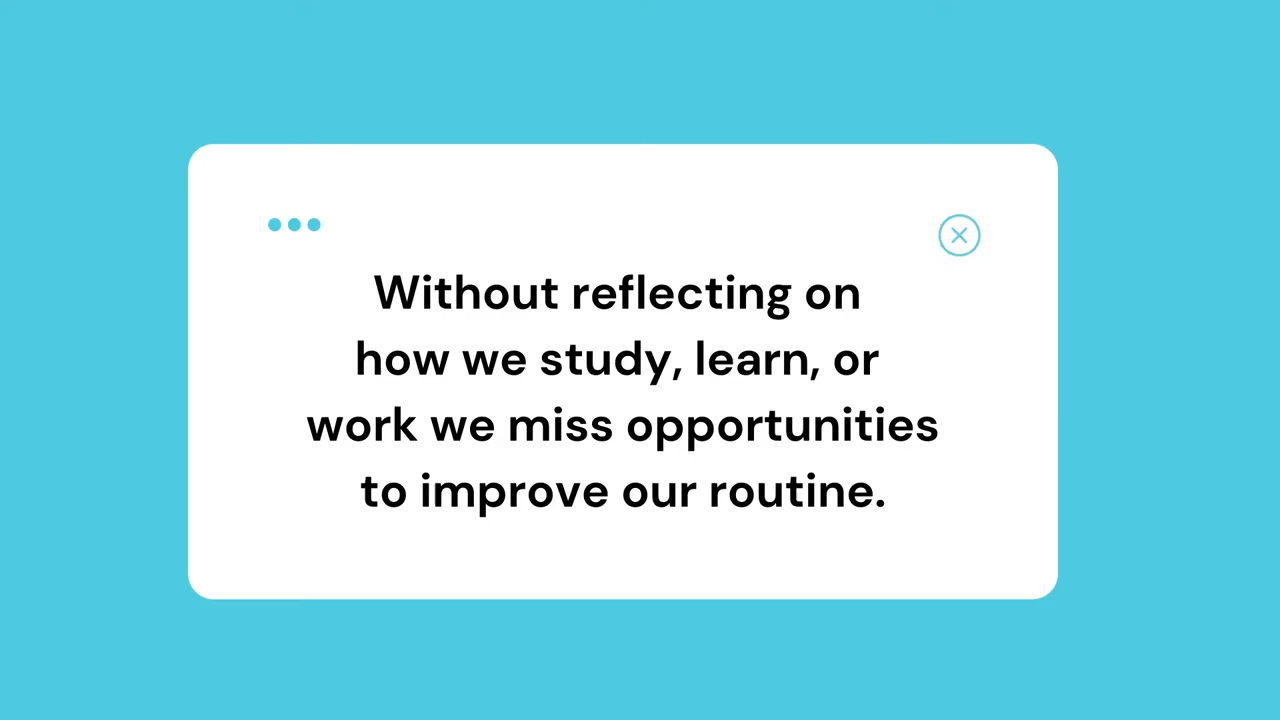 Without reflecting on
how we study, learn, or
work we miss opportunities
to improve our routine.